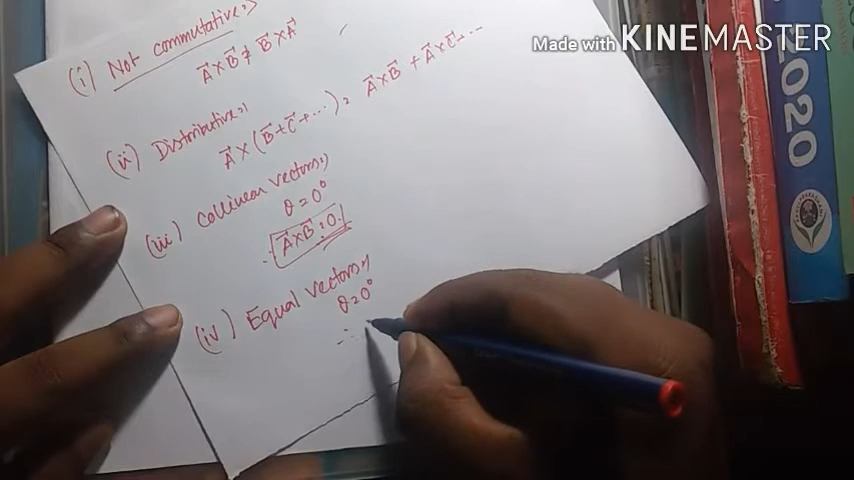 Made with KINEMASTER
2020
(i) Not commutative:)
A⃗×B⃗ ≠ B⃗×A⃗
(ii) Distributive:)
A⃗×(B⃗+C⃗+...) = A⃗×B⃗ + A⃗×C⃗+...
(iii) Collinear vectors:)
θ=0°
A⃗×B⃗=0.
(iv) Equal vectors:)
θ=0°
∴